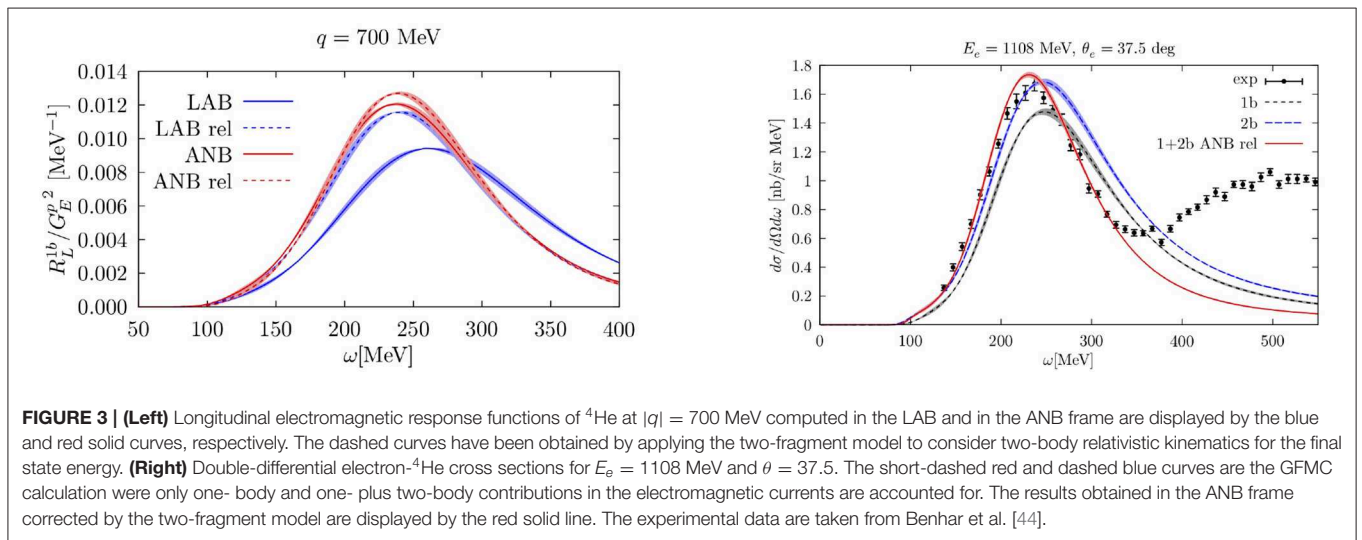 q = 700 MeV
R_L^{1b}/G_E^{p 2} [MeV⁻¹]
0.014
0.012
0.010
0.008
0.006
0.004
0.002
0.000
LAB
LAB rel
ANB
ANB rel
50 100 150 200 250 300 350 400
ω[MeV]
E_e = 1108 MeV, θ_e = 37.5 deg
dσ/dΩdω [nb/sr MeV]
1.8
1.6
1.4
1.2
1
0.8
0.6
0.4
0.2
0
exp
1b
2b
1+2b ANB rel
0 100 200 300 400 500
ω[MeV]
FIGURE 3 | (Left) Longitudinal electromagnetic response functions of ⁴He at |q| = 700 MeV computed in the LAB and in the ANB frame are displayed by the blue
and red solid curves, respectively. The dashed curves have been obtained by applying the two-fragment model to consider two-body relativistic kinematics for the final
state energy. (Right) Double-differential electron-⁴He cross sections for E_e = 1108 MeV and θ = 37.5. The short-dashed red and dashed blue curves are the GFMC
calculation were only one- body and one- plus two-body contributions in the electromagnetic currents are accounted for. The results obtained in the ANB frame
corrected by the two-fragment model are displayed by the red solid line. The experimental data are taken from Benhar et al. [44].